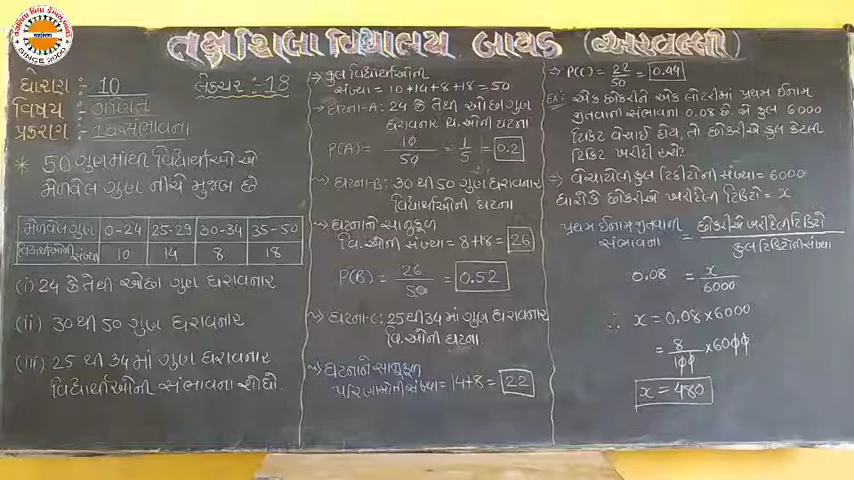 તક્ષશિલા વિદ્યાલય બાયડ (અરવલ્લી)
SINCE 2000
ધોરણ :- 10
લેક્ચર :- 18
વિષય :- ગણિત
પ્રકરણ :- 15 સંભાવના
* 50 ગુણમાંથી વિદ્યાર્થીઓ એ
મેળવેલ ગુણ નીચે મુજબ છે
મેળવેલ ગુણ 0-24 25-29 30-34 35-50
વિદ્યાર્થીઓની સંખ્યા 10 14 8 18
(i) 24 કે તેથી ઓછા ગુણ ધરાવનાર
(ii) 30 થી 50 ગુણ ધરાવનાર
(iii) 25 થી 34 માં ગુણ ધરાવનાર
વિદ્યાર્થીઓની સંભાવના શોધો.
⇒ કુલ વિદ્યાર્થીઓની
સંખ્યા = 10+14+8+18 = 50
→ ઘટના-A: 24 કે તેથી ઓછા ગુણ
ધરાવનાર વિ.ઓની ઘટના
P(A) = 10/50 = 1/5 = 0.2
→ ઘટના-B: 30 થી 50 ગુણ ધરાવનાર
વિદ્યાર્થીઓની ઘટના
→ ઘટનાને સાનુકૂળ
વિ.ઓની સંખ્યા = 8+18 = 26
P(B) = 26/50 = 0.52
→ ઘટના-C: 25 થી 34 માં ગુણ ધરાવનાર
વિ.ઓની ઘટના
→ ઘટનાને સાનુકૂળ
પરિણામોની સંખ્યા = 14+8 = 22
→ P(C) = 22/50 = 0.44
Ex: એક છોકરીને એક લોટરીમાં પ્રથમ ઈનામ
જીતવાની સંભાવના 0.08 છે. જો કુલ 6000
ટિકિટ વેચાઈ હોય, તો છોકરીએ કુલ કેટલી
ટિકિટ ખરીદી હશે?
⇒ વેચાયેલી કુલ ટિકીટોની સંખ્યા = 6000
ધારોકે છોકરીએ ખરીદેલી ટિકિટો = x
પ્રથમ ઈનામ જીતવાની સંભાવના = છોકરીએ ખરીદેલી ટિકિટો / કુલ ટિકિટોની સંખ્યા
0.08 = x/6000
∴ x = 0.08 × 6000
= 8/100 × 6000
x = 480